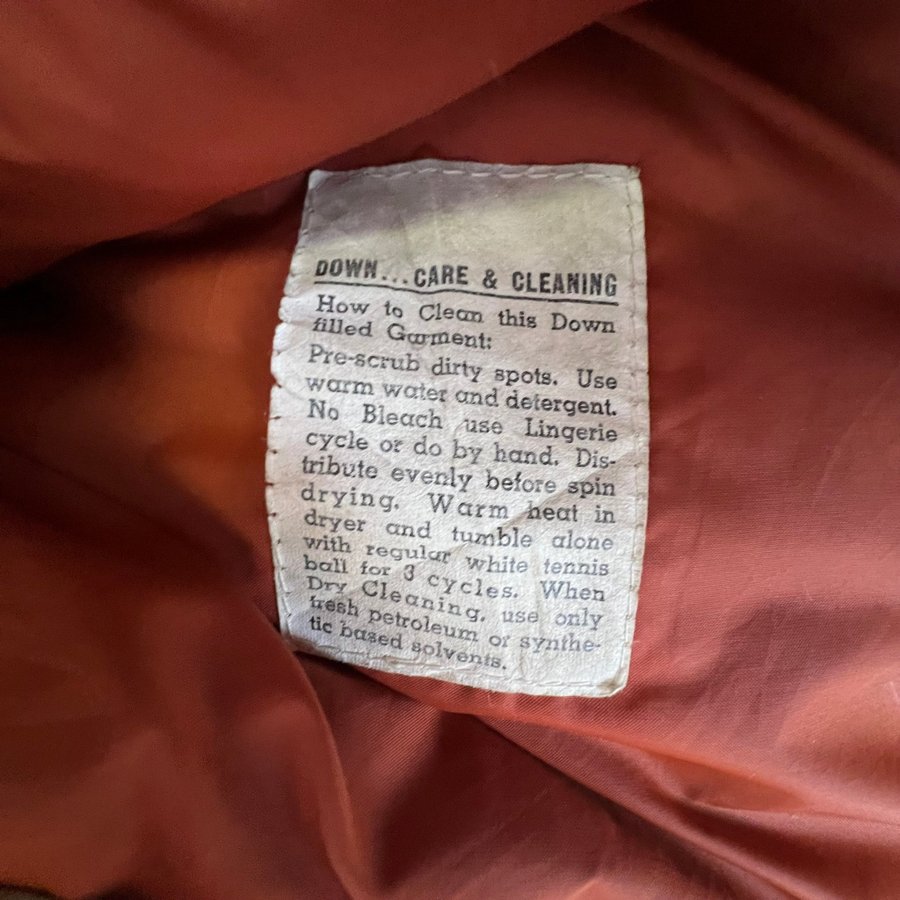 DOWN...CARE & CLEANING
How to Clean this Down
filled Garment:
Pre-scrub dirty spots. Use
warm water and detergent.
No Bleach use Lingerie
cycle or do by hand. Dis-
tribute evenly before spin
drying. Warm heat in
dryer and tumble alone
with regular white tennis
ball for 3 cycles. When
Dry Cleaning, use only
fresh petroleum or synthe-
tic based solvents.